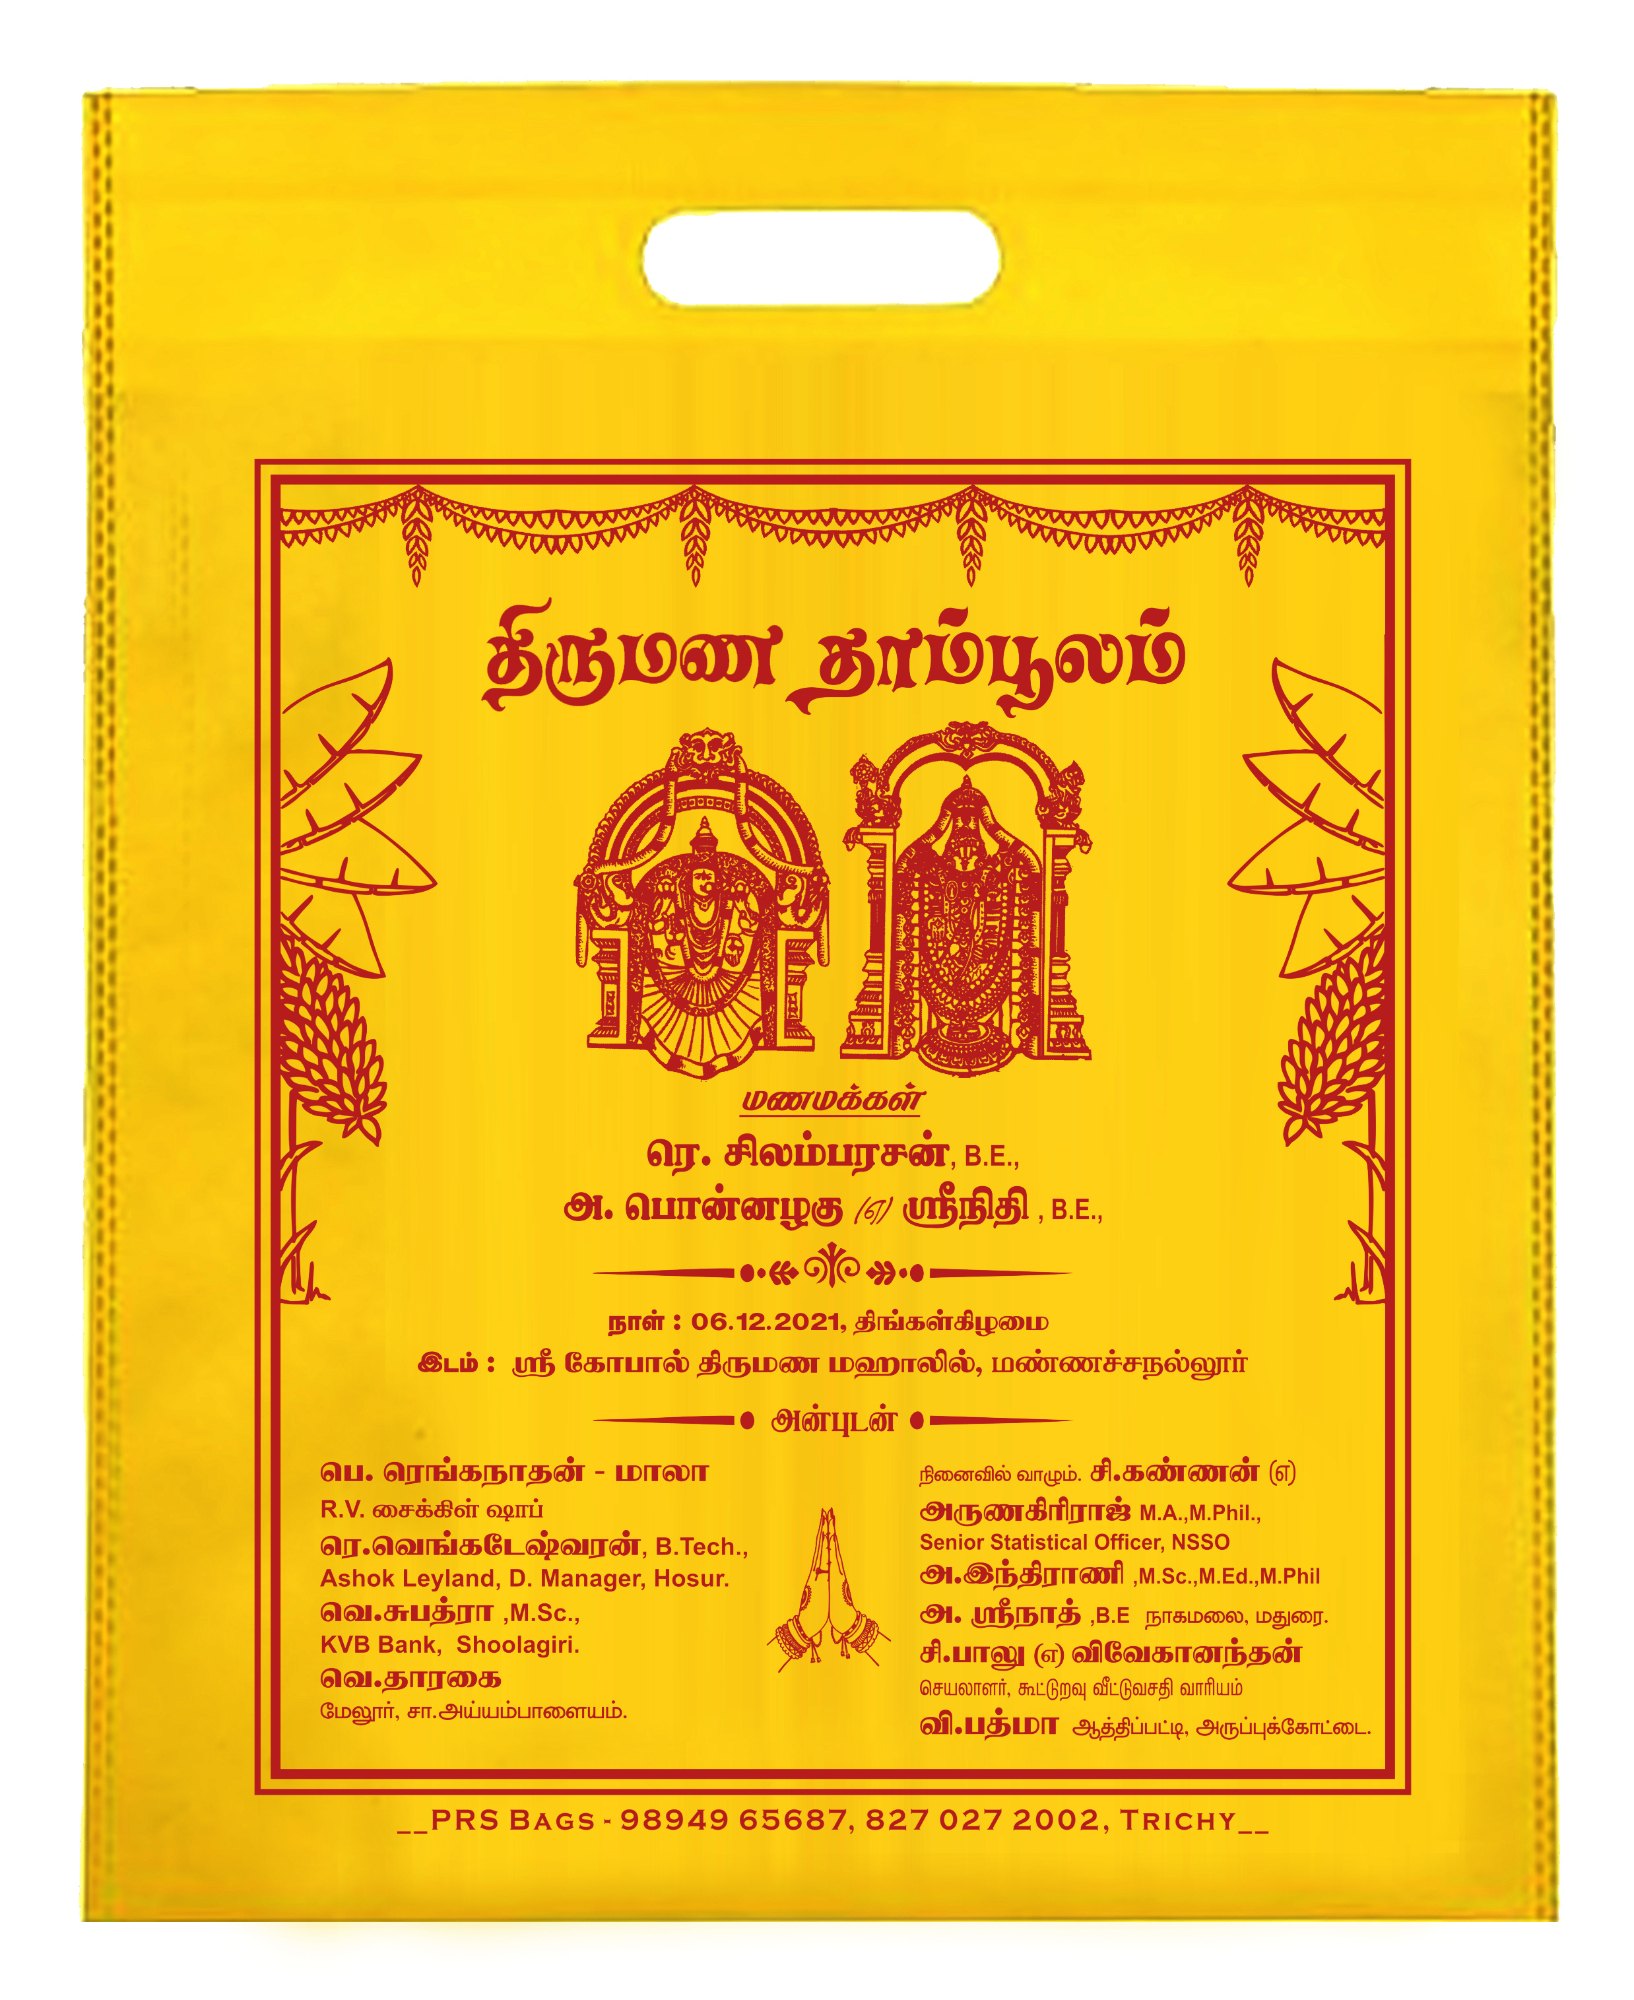 திருமண தாம்பூலம்
மணமக்கள்
ரெ. சிலம்பரசன், B.E.,
அ. பொன்னழகு (எ) ஸ்ரீநிதி , B.E.,
நாள் : 06.12.2021, திங்கள்கிழமை
இடம் : ஸ்ரீ கோபால் திருமண மஹாலில், மண்ணச்சநல்லூர்
அன்புடன்
பெ. ரெங்கநாதன் - மாலா
R.V. சைக்கிள் ஷாப்
ரெ.வெங்கடேஷ்வரன், B.Tech.,
Ashok Leyland, D. Manager, Hosur.
வெ.சுபத்ரா ,M.Sc.,
KVB Bank, Shoolagiri.
வெ.தாரகை
மேலூர், சா.அய்யம்பாளையம்.
நினைவில் வாழும். சி.கண்ணன் (எ)
அருணகிரிராஜ் M.A.,M.Phil.,
Senior Statistical Officer, NSSO
அ.இந்திராணி ,M.Sc.,M.Ed.,M.Phil
அ. ஸ்ரீநாத் ,B.E நாகமலை, மதுரை.
சி.பாலு (எ) விவேகானந்தன்
செயலாளர், கூட்டுறவு வீட்டுவசதி வாரியம்
வி.பத்மா ஆத்திப்பட்டி, அருப்புக்கோட்டை.
__PRS BAGS - 98949 65687, 827 027 2002, TRICHY__